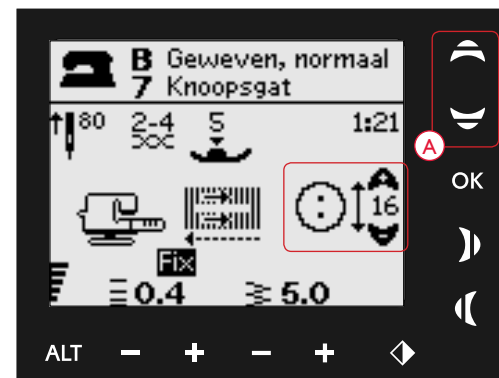 B Geweven, normaal
7 Knoopsgat
80 2-4 5 1:21
A
OK
16
Fix
0.4 5.0
ALT - + - +